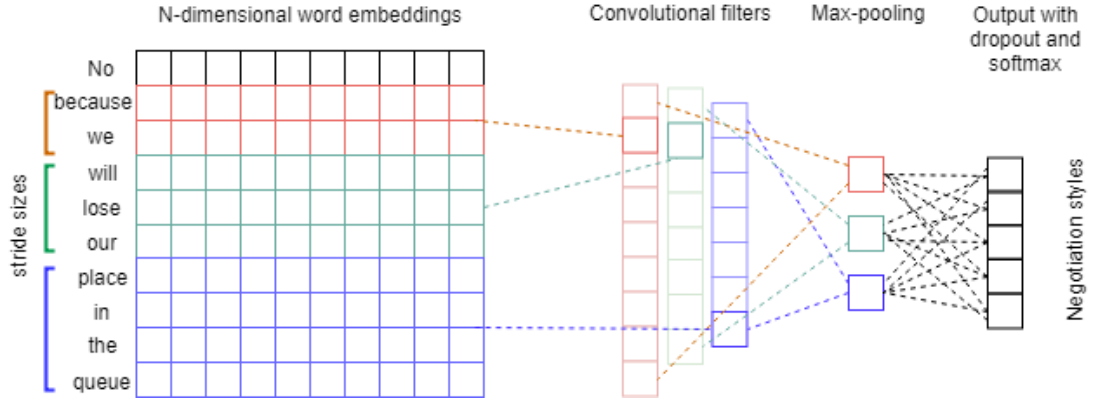 N-dimensional word embeddings
Convolutional filters
Max-pooling
Output with
dropout and
softmax
No
because
we
will
lose
our
place
in
the
queue
stride sizes
Negotiation styles